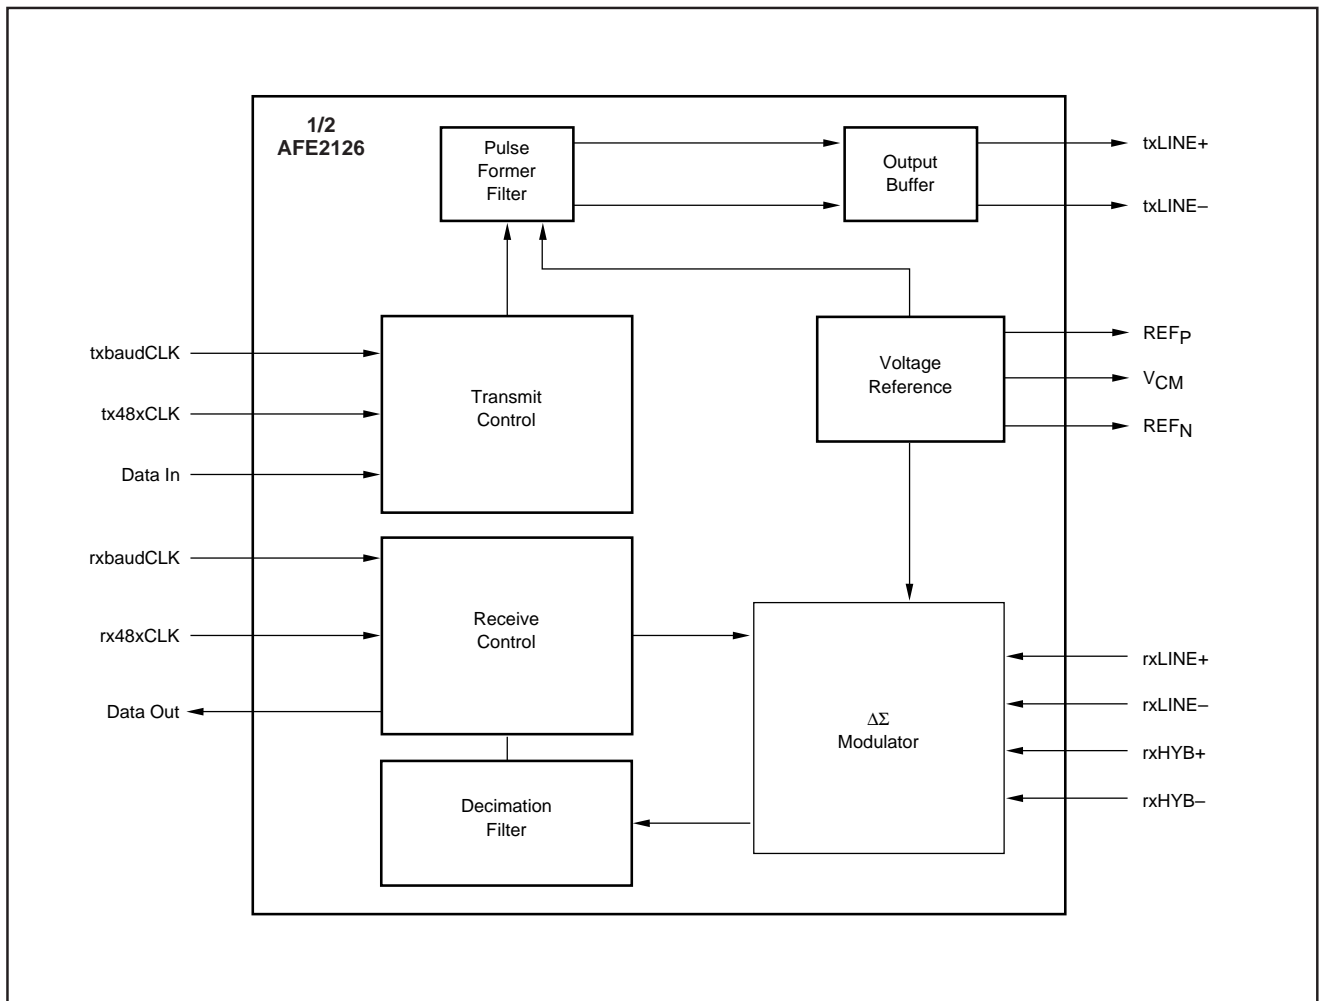 1/2
AFE2126
Pulse
Former
Filter
Output
Buffer
txLINE+
txLINE–
txbaudCLK
tx48xCLK
Data In
Transmit
Control
Voltage
Reference
REFP
VCM
REFN
rxbaudCLK
rx48xCLK
Data Out
Receive
Control
ΔΣ
Modulator
rxLINE+
rxLINE–
rxHYB+
rxHYB–
Decimation
Filter